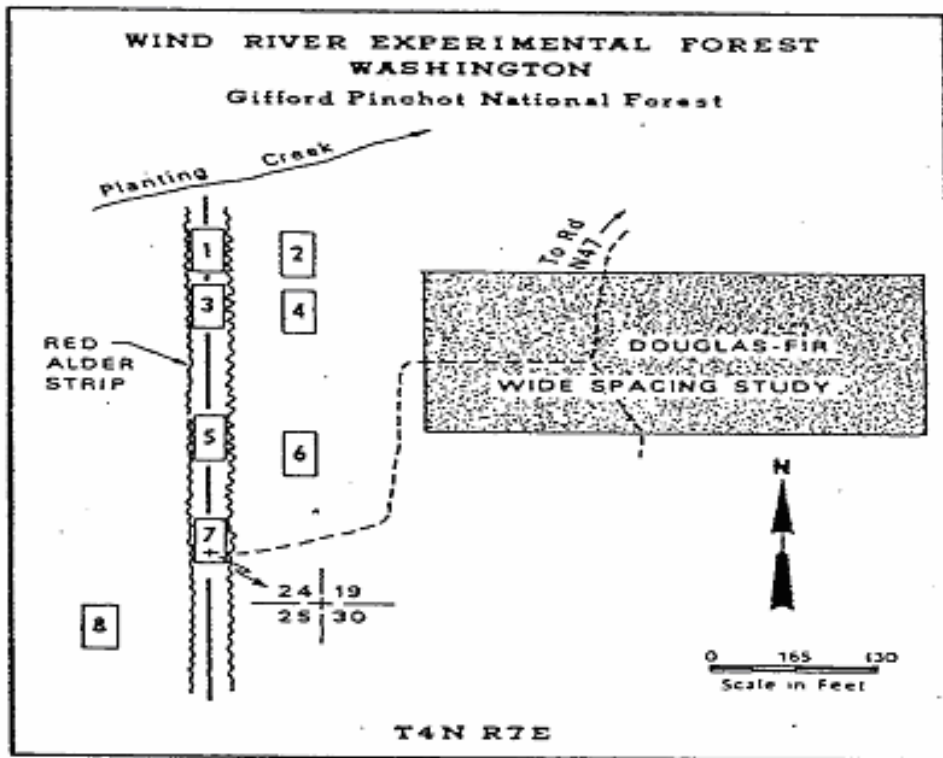 WIND RIVER EXPERIMENTAL FOREST
WASHINGTON
Gifford Pinchot National Forest
Planting Creek
To Rd
N47
1
2
3
4
RED
ALDER
STRIP
DOUGLAS-FIR
WIDE SPACING STUDY
5
6
N
7
24 19
25 30
8
0 165 330
Scale in Feet
T4N R7E